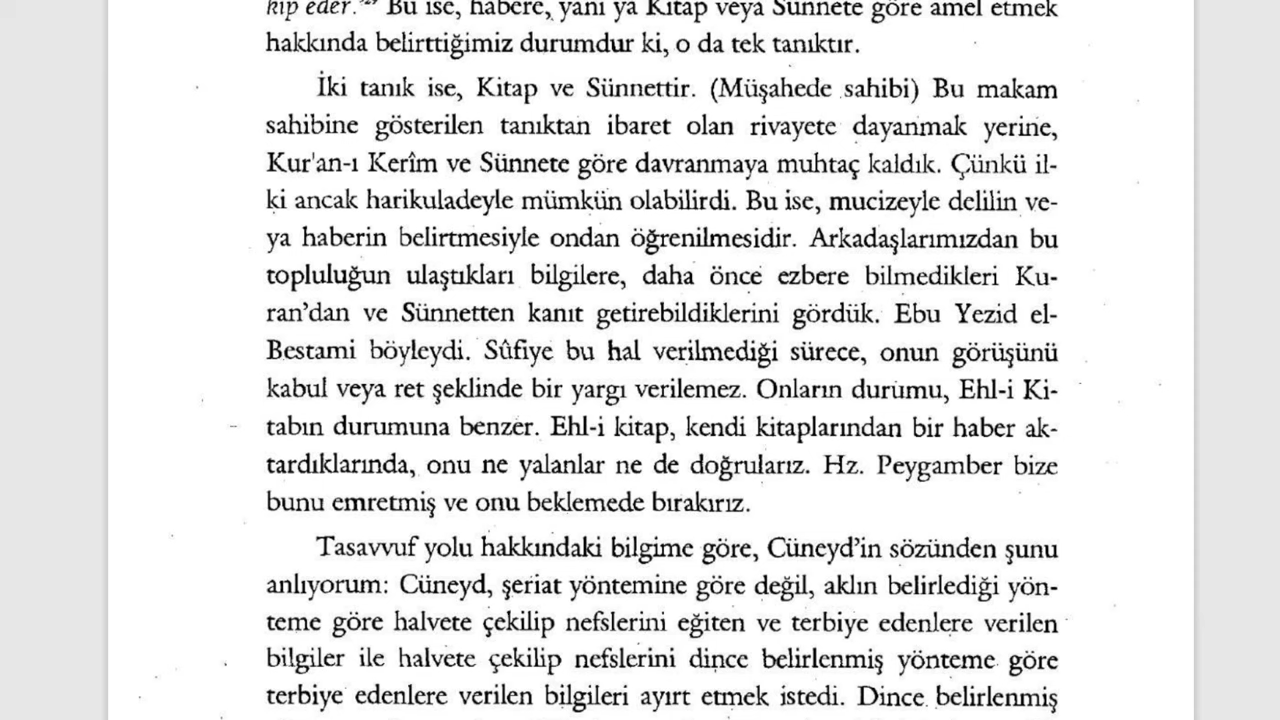 kip eder." Bu ise, habere, yani ya Kitap veya Sünnete göre amel etmek
hakkında belirttiğimiz durumdur ki, o da tek tanıktır.
İki tanık ise, Kitap ve Sünnettir. (Müşahede sahibi) Bu makam
sahibine gösterilen tanıktan ibaret olan rivayete dayanmak yerine,
Kur'an-ı Kerîm ve Sünnete göre davranmaya muhtaç kaldık. Çünkü il-
ki ancak harikuladeyle mümkün olabilirdi. Bu ise, mucizeyle delilin ve-
ya haberin belirtmesiyle ondan öğrenilmesidir. Arkadaşlarımızdan bu
topluluğun ulaştıkları bilgilere, daha önce ezbere bilmedikleri Ku-
ran'dan ve Sünnetten kanıt getirebildiklerini gördük. Ebu Yezid el-
Bestami böyleydi. Sûfiye bu hal verilmediği sürece, onun görüşünü
kabul veya ret şeklinde bir yargı verilemez. Onların durumu, Ehl-i Ki-
tabın durumuna benzer. Ehl-i kitap, kendi kitaplarından bir haber ak-
tardıklarında, onu ne yalanlar ne de doğrularız. Hz. Peygamber bize
bunu emretmiş ve onu beklemede bırakırız.
Tasavvuf yolu hakkındaki bilgime göre, Cüneyd'in sözünden şunu
anlıyorum: Cüneyd, şeriat yöntemine göre değil, aklın belirlediği yön-
teme göre halvete çekilip nefslerini eğiten ve terbiye edenlere verilen
bilgiler ile halvete çekilip nefslerini dince belirlenmiş yönteme göre
terbiye edenlere verilen bilgileri ayırt etmek istedi. Dince belirlenmiş